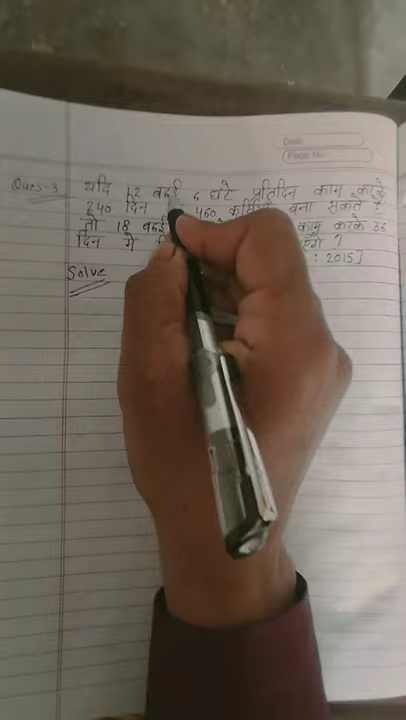 Date
Page No.
Ques-3 यदि 12 बढ़ई 6 घंटे प्रतिदिन काम करके
240 दिन 460 कुर्सियाँ बना सकते है
तो 18 बढ़ई काम करके 36
दिन मे ?
: 2015]
Solve